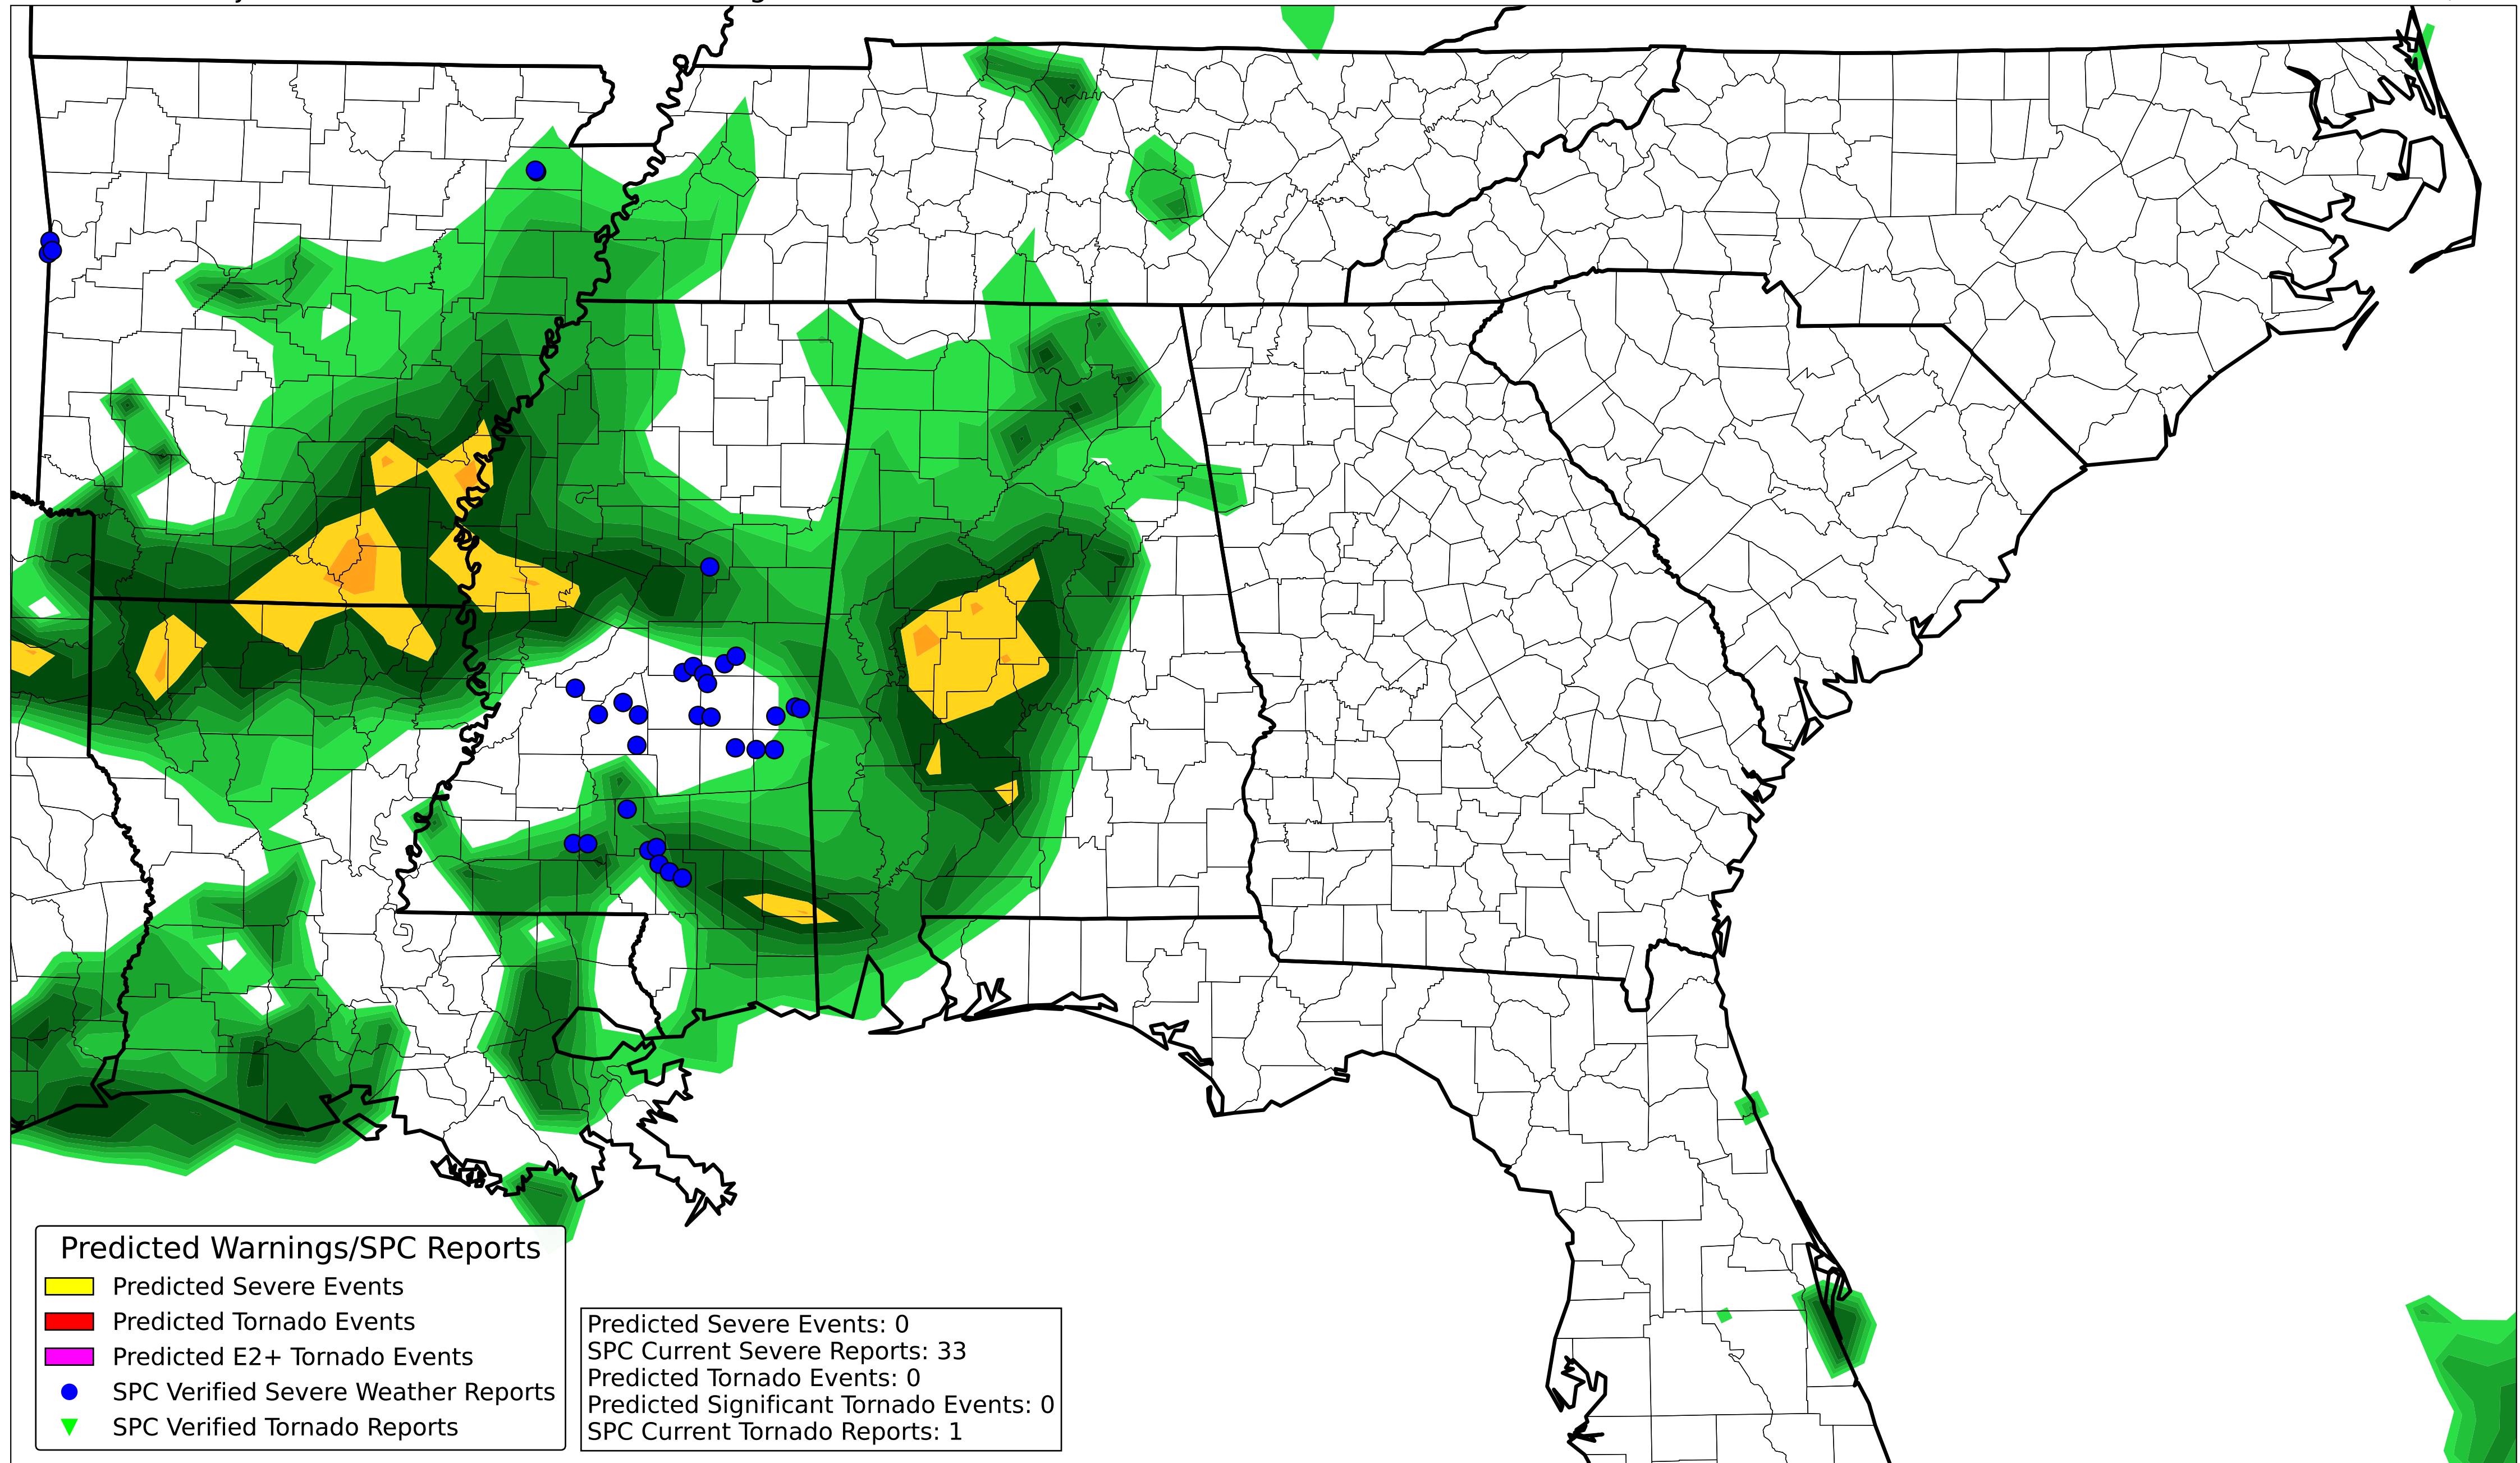 Predicted Warnings/SPC Reports
Predicted Severe Events
Predicted Tornado Events
Predicted E2+ Tornado Events
SPC Verified Severe Weather Reports
SPC Verified Tornado Reports
Predicted Severe Events: 0
SPC Current Severe Reports: 33
Predicted Tornado Events: 0
Predicted Significant Tornado Events: 0
SPC Current Tornado Reports: 1